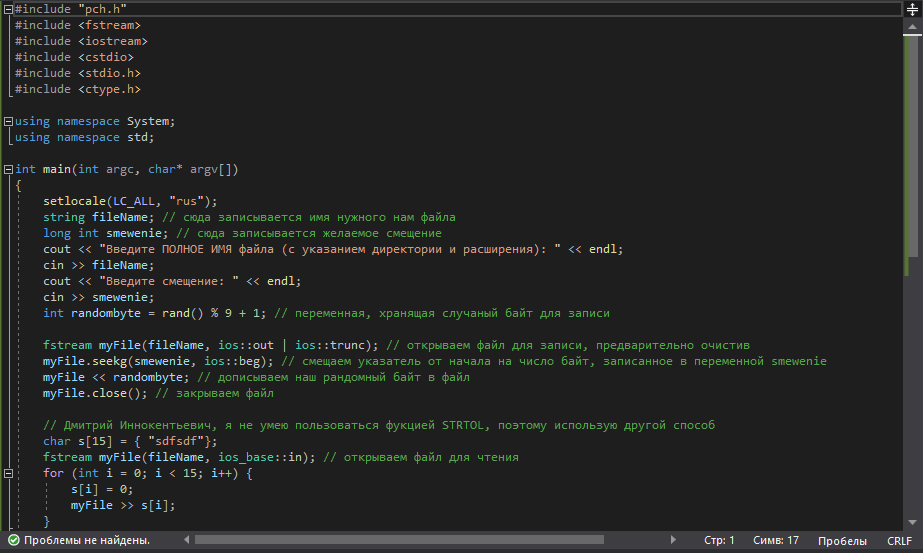 #include "pch.h"
#include <fstream>
#include <iostream>
#include <cstdio>
#include <stdio.h>
#include <ctype.h>

using namespace System;
using namespace std;

int main(int argc, char* argv[])
{
    setlocale(LC_ALL, "rus");
    string fileName; // сюда записывается имя нужного нам файла
    long int smewenie; // сюда записывается желаемое смещение
    cout << "Введите ПОЛНОЕ ИМЯ файла (с указанием директории и расширения): " << endl;
    cin >> fileName;
    cout << "Введите смещение: " << endl;
    cin >> smewenie;
    int randombyte = rand() % 9 + 1; // переменная, хранящая случаный байт для записи

    fstream myFile(fileName, ios::out | ios::trunc); // открываем файл для записи, предварительно очистив
    myFile.seekg(smewenie, ios::beg); // смещаем указатель от начала на число байт, записанное в переменной smewenie
    myFile << randombyte; // дописываем наш рандомный байт в файл
    myFile.close(); // закрываем файл

    // Дмитрий Иннокентьевич, я не умею пользоваться фукцией STRTOL, поэтому использую другой способ
    char s[15] = { "sdfsdf"};
    fstream myFile(fileName, ios_base::in); // открываем файл для чтения
    for (int i = 0; i < 15; i++) {
        s[i] = 0;
        myFile >> s[i];
    }
Проблемы не найдены. Стр: 1 Симв: 17 Пробелы CRLF